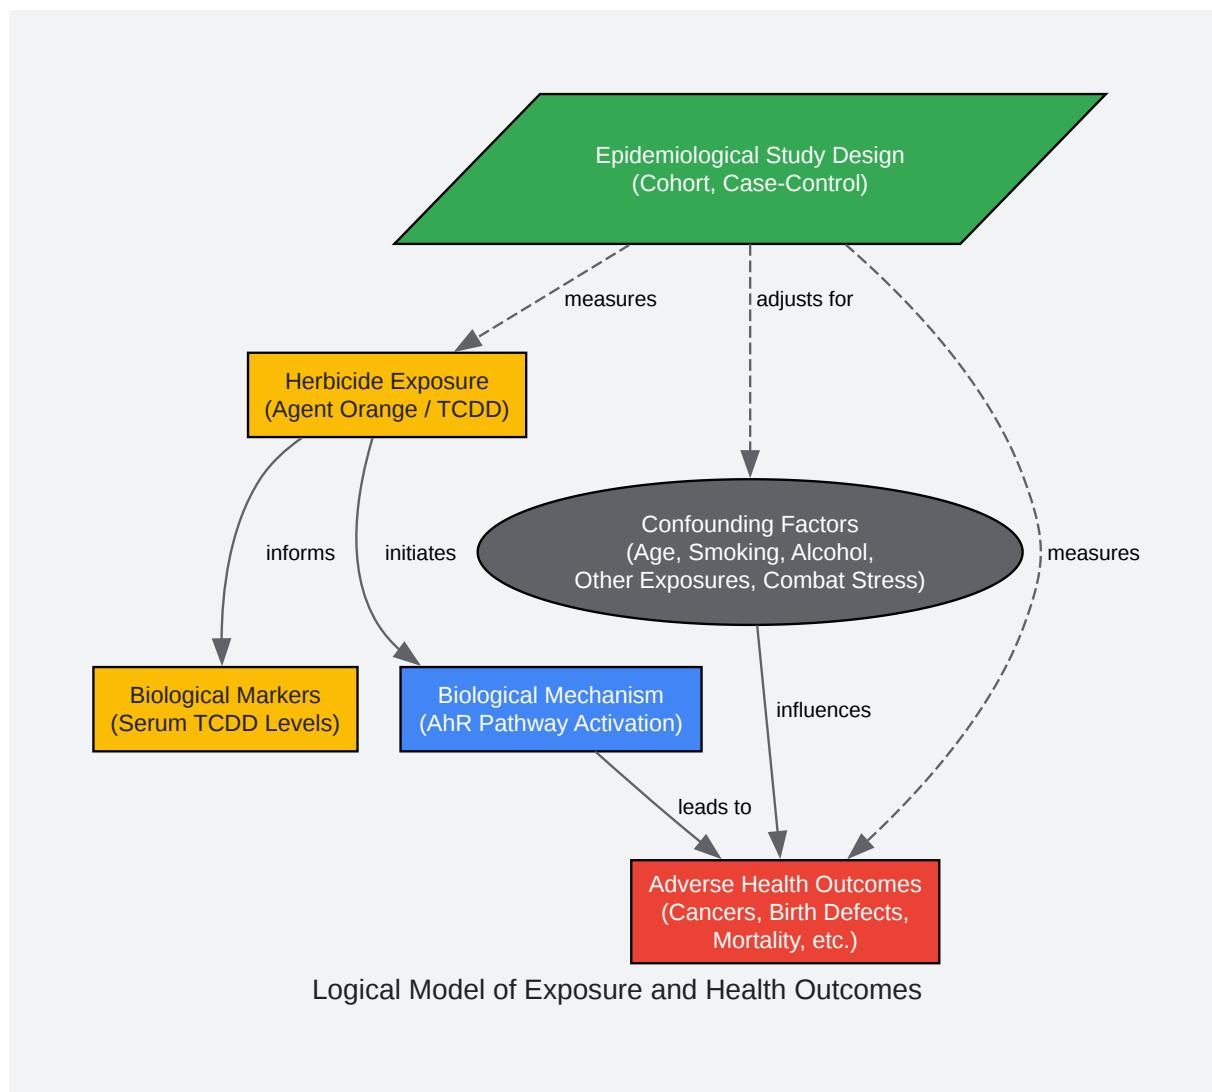 Epidemiological Study Design
(Cohort, Case-Control)
measures
adjusts for
Herbicide Exposure
(Agent Orange / TCDD)
Confounding Factors
(Age, Smoking, Alcohol,
Other Exposures, Combat Stress)
informs
initiates
measures
Biological Markers
(Serum TCDD Levels)
Biological Mechanism
(AhR Pathway Activation)
influences
leads to
Adverse Health Outcomes
(Cancers, Birth Defects,
Mortality, etc.)
Logical Model of Exposure and Health Outcomes